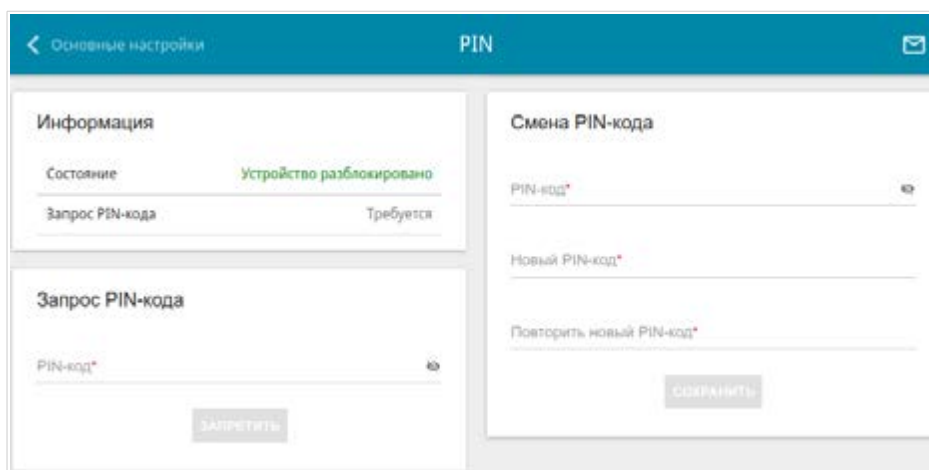 Основные настройки
PIN
Информация
Состояние Устройство разблокировано
Запрос PIN-кода Требуется
Запрос PIN-кода
PIN-код*
ЗАПРЕТИТЬ
Смена PIN-кода
PIN-код*
Новый PIN-код*
Повторить новый PIN-код*
СОХРАНИТЬ